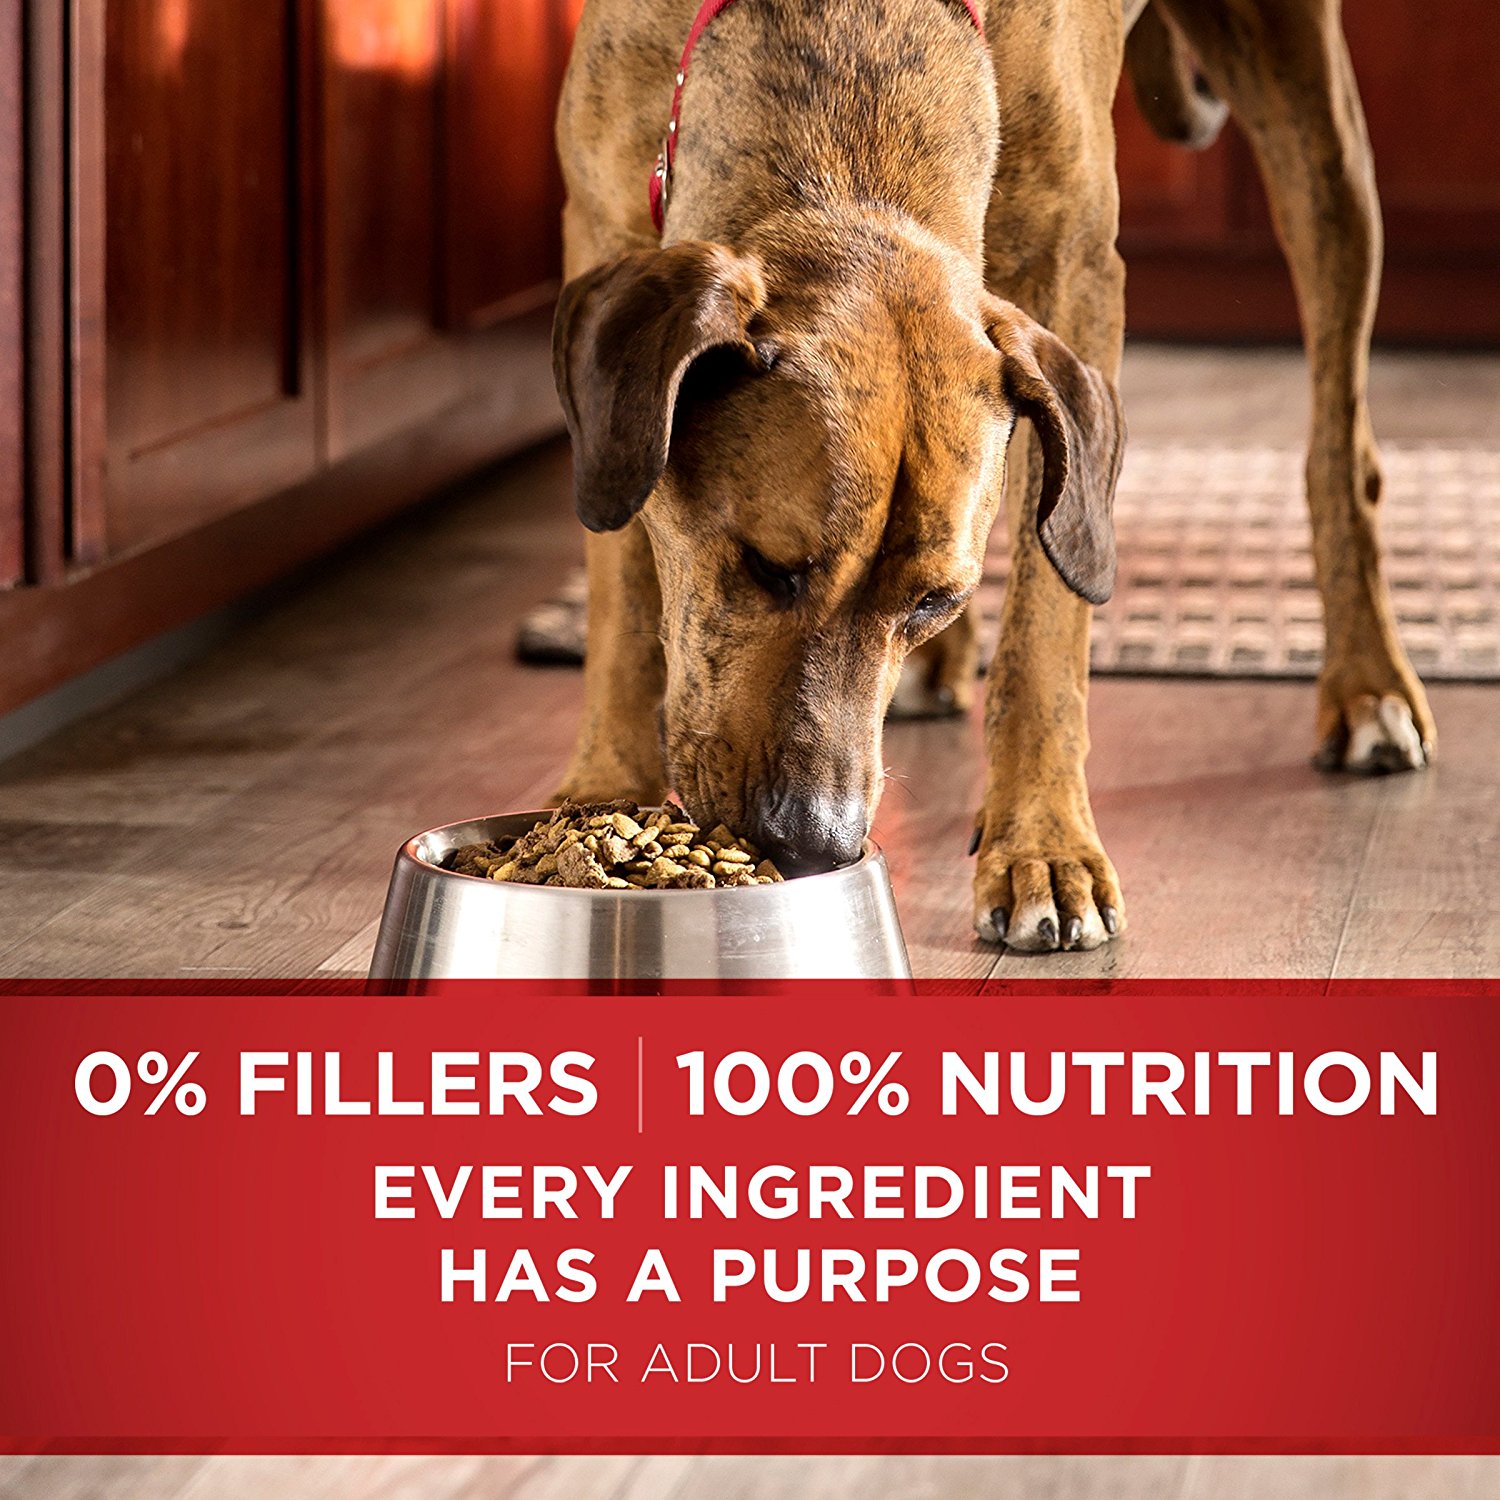 0% FILLERS | 100% NUTRITION
EVERY INGREDIENT
HAS A PURPOSE
FOR ADULT DOGS